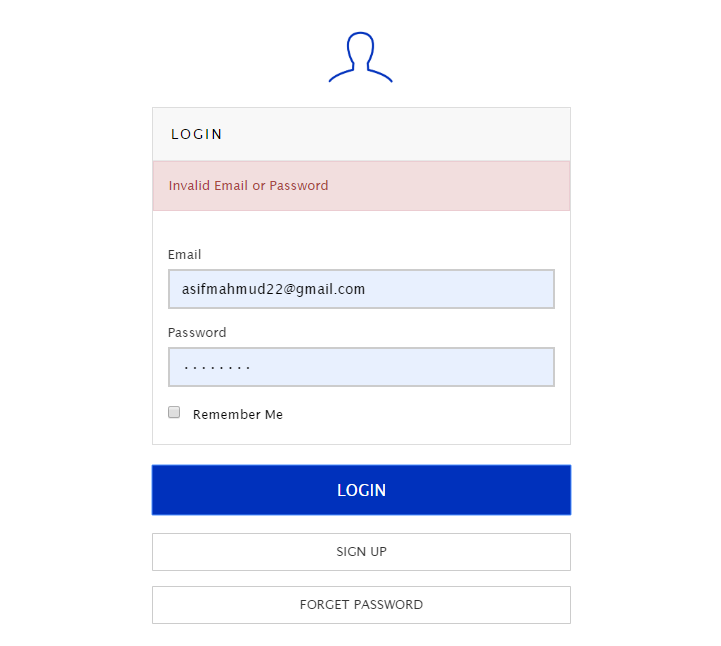 LOGIN
Invalid Email or Password
Email
asifmahmud22@gmail.com
Password
........
Remember Me
LOGIN
SIGN UP
FORGET PASSWORD